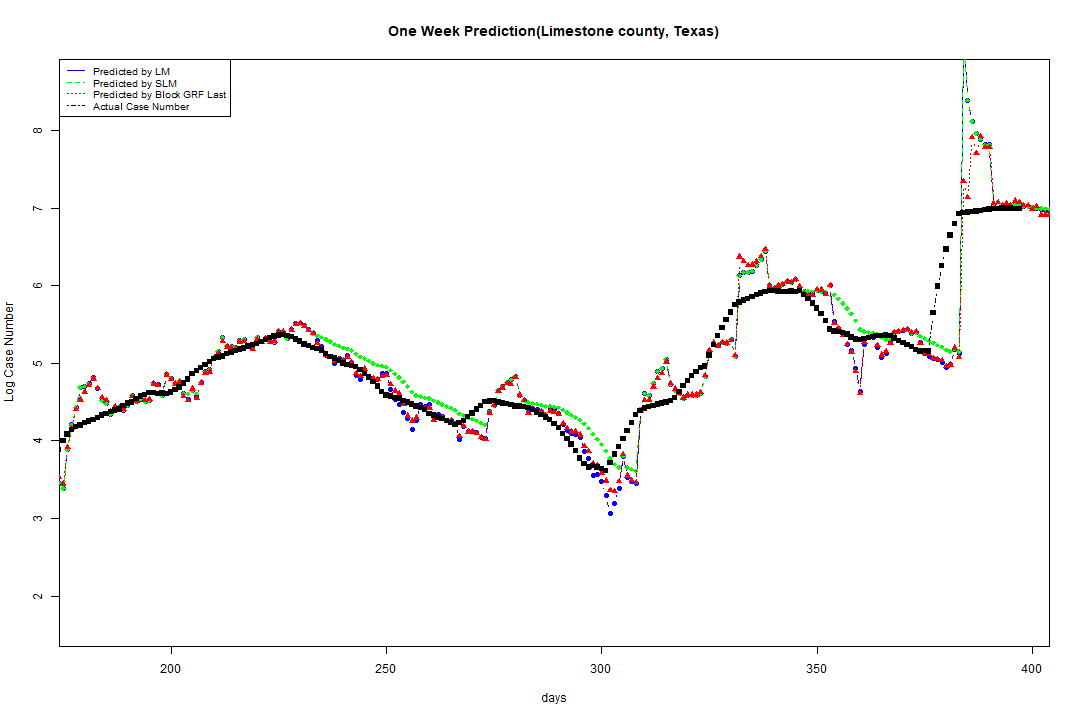 One Week Prediction(Limestone county, Texas)
Predicted by LM
Predicted by SLM
Predicted by Block GRF Last
Actual Case Number
Log Case Number
8
7
6
5
4
3
2
200 250 300 350 400
days